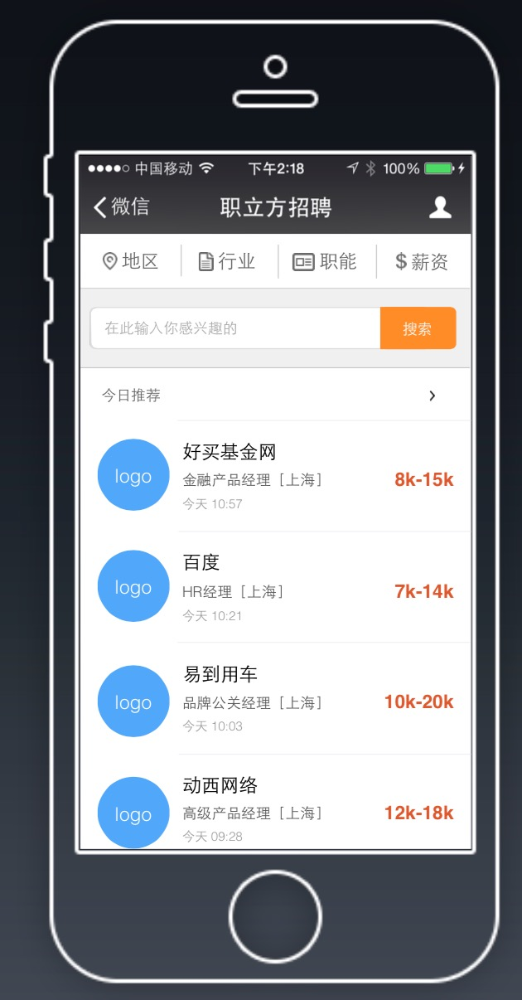 中国移动 下午2:18 100%
微信 职立方招聘
地区 行业 职能 $ 薪资
在此输入你感兴趣的 搜索
今日推荐
logo
好买基金网
金融产品经理［上海］ 8k-15k
今天 10:57
logo
百度
HR经理［上海］ 7k-14k
今天 10:21
logo
易到用车
品牌公关经理［上海］ 10k-20k
今天 10:03
logo
动西网络
高级产品经理［上海］ 12k-18k
今天 09:28